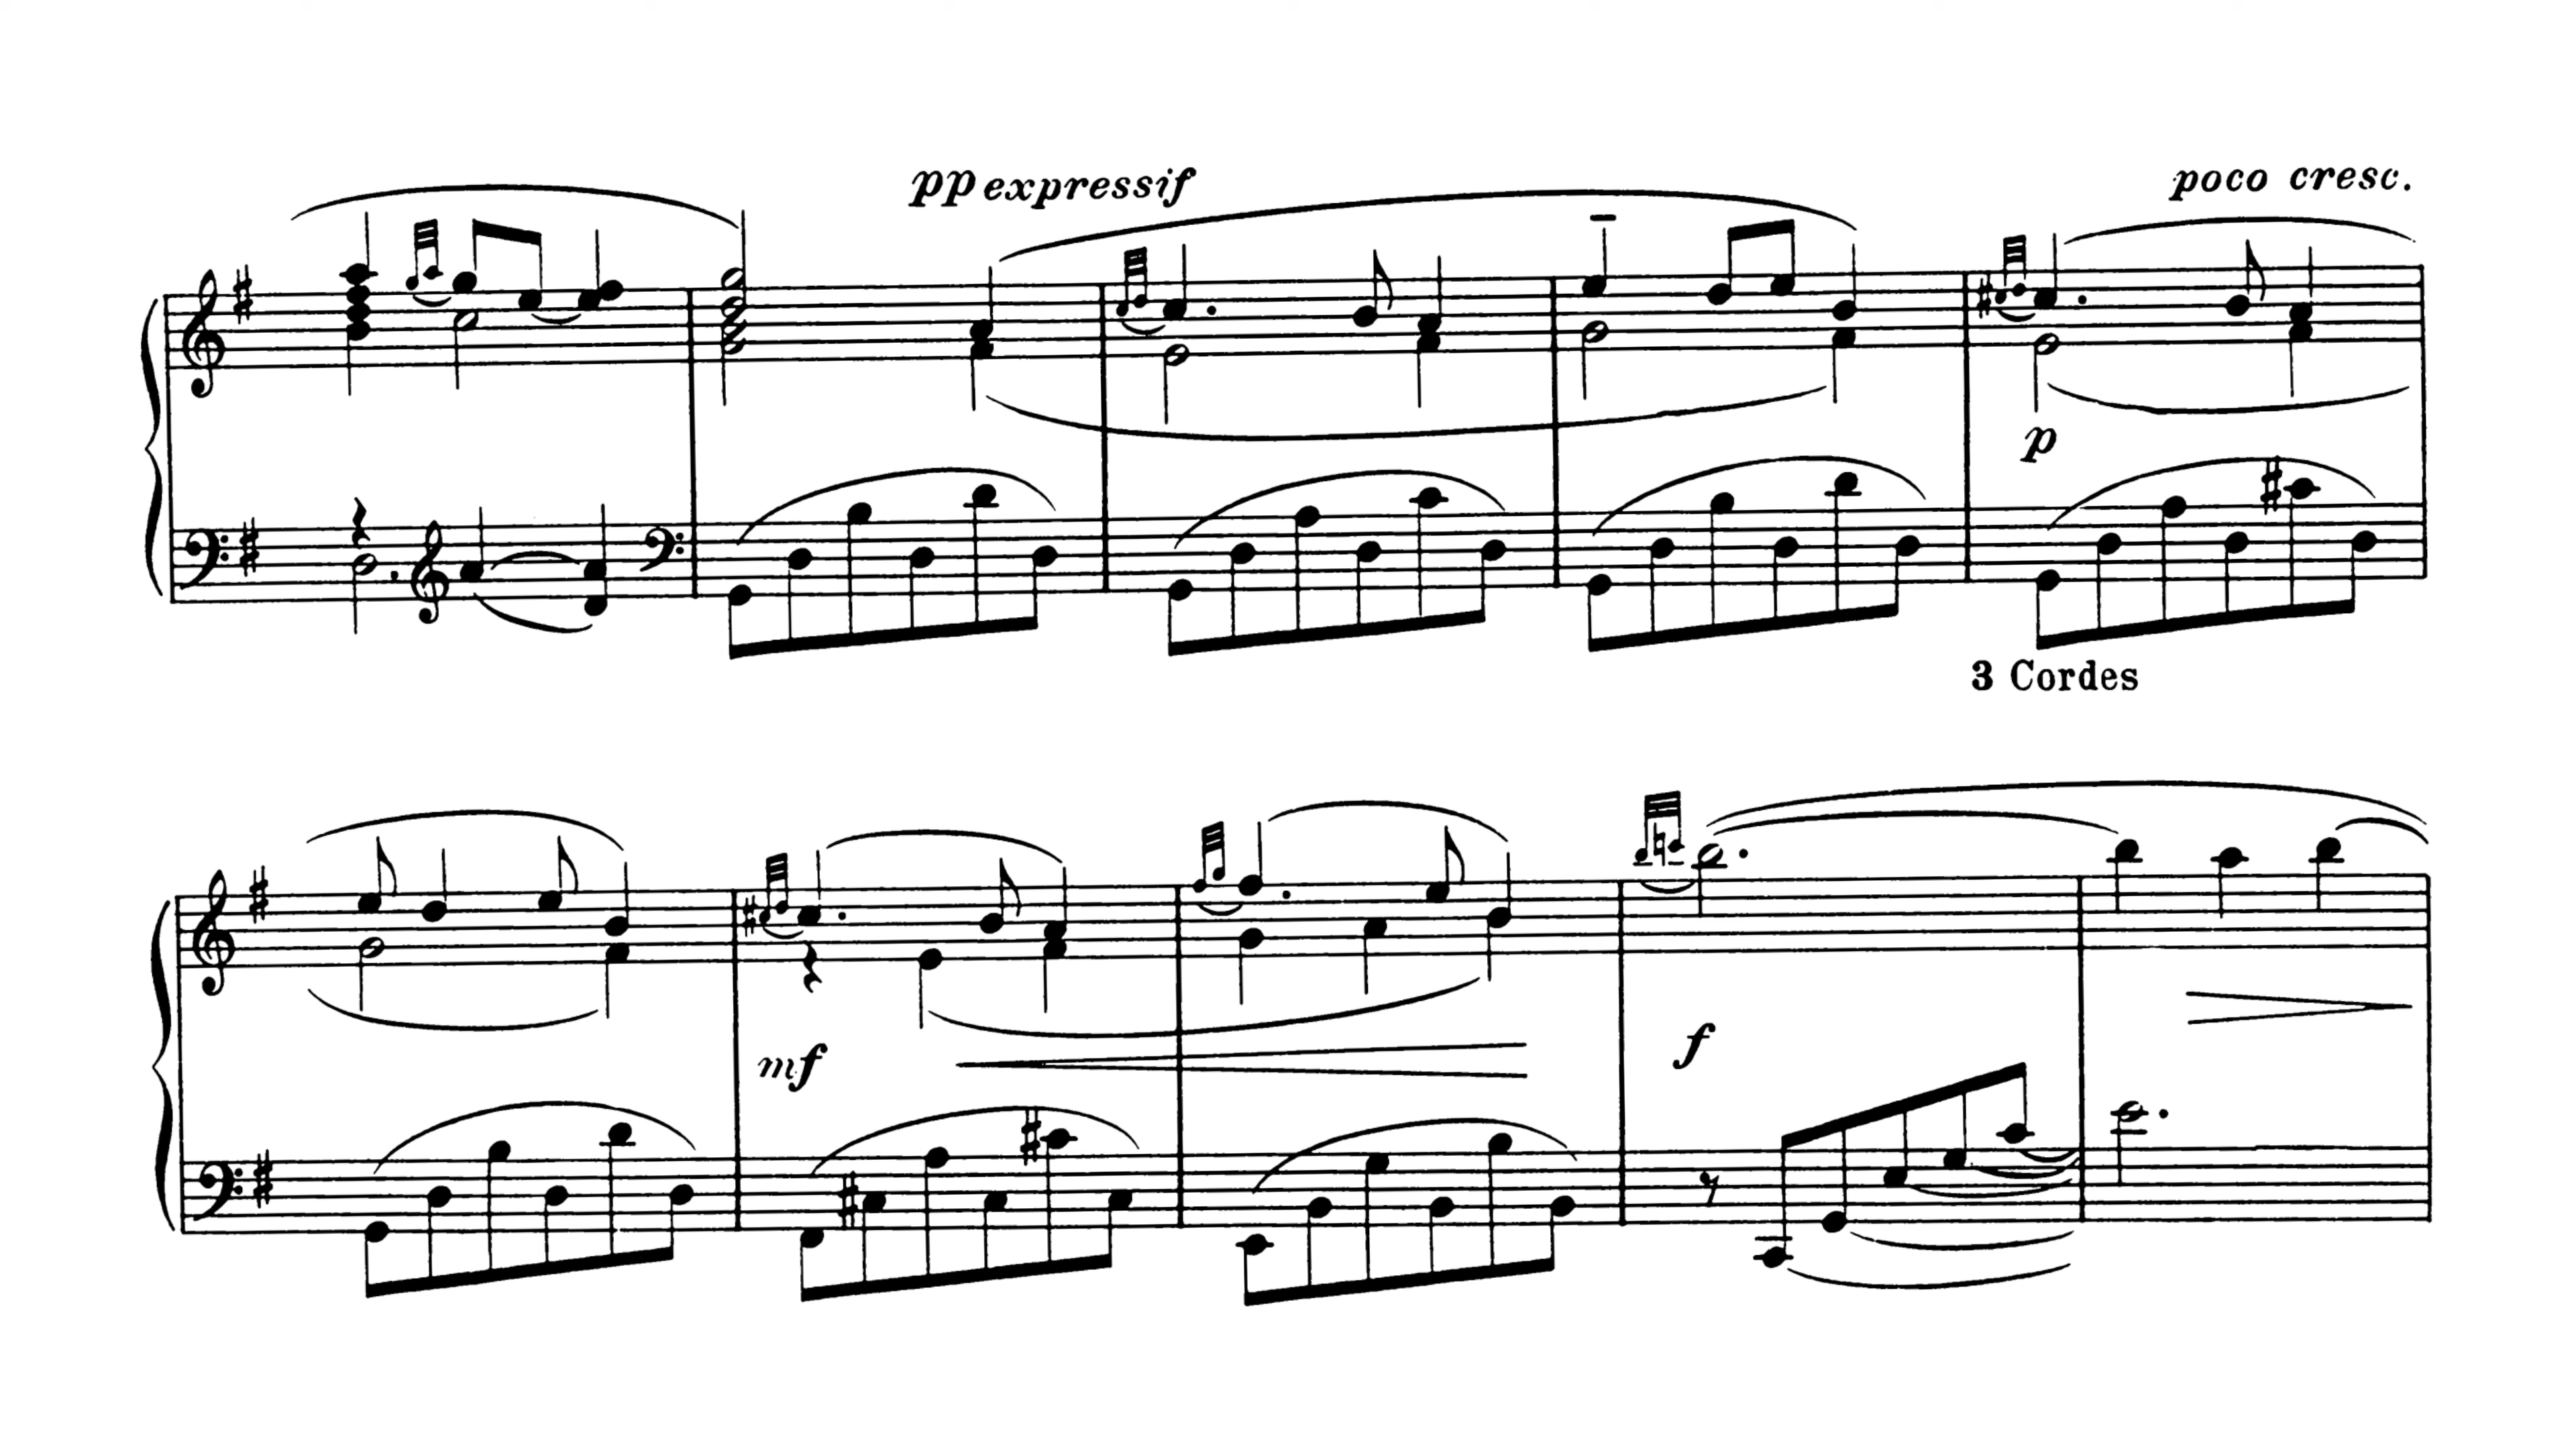 pp expressif
poco cresc.
p
3 Cordes
mf
f